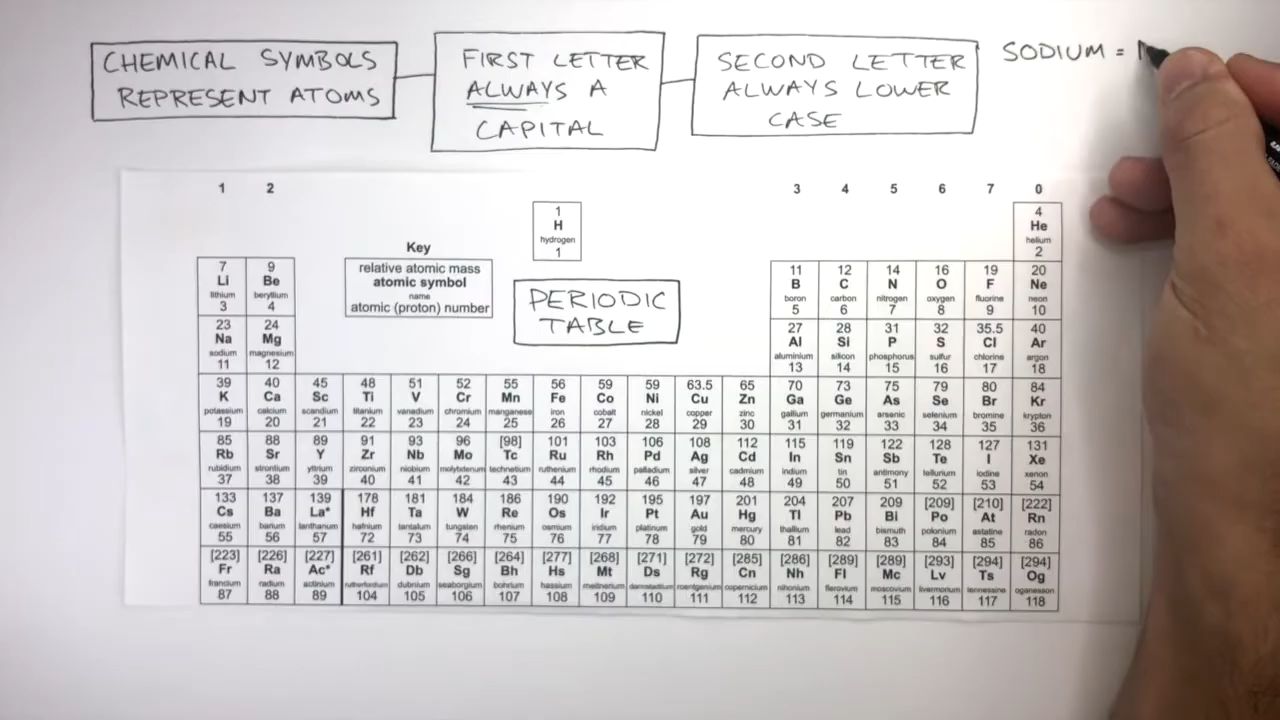 CHEMICAL SYMBOLS
REPRESENT ATOMS
FIRST LETTER
ALWAYS A
CAPITAL
SECOND LETTER
ALWAYS LOWER
CASE
SODIUM =
1 2 3 4 5 6 7 0
1
H
hydrogen
1
4
He
helium
2
Key
relative atomic mass
atomic symbol
name
atomic (proton) number
PERIODIC
TABLE
7 9 11 12 14 16 19 20
Li Be B C N O F Ne
lithium beryllium boron carbon nitrogen oxygen fluorine neon
3 4 5 6 7 8 9 10
23 24 27 28 31 32 35.5 40
Na Mg Al Si P S Cl Ar
sodium magnesium aluminium silicon phosphorus sulfur chlorine argon
11 12 13 14 15 16 17 18
39 40 45 48 51 52 55 56 59 59 63.5 65 70 73 75 79 80 84
K Ca Sc Ti V Cr Mn Fe Co Ni Cu Zn Ga Ge As Se Br Kr
potassium calcium scandium titanium vanadium chromium manganese iron cobalt nickel copper zinc gallium germanium arsenic selenium bromine krypton
19 20 21 22 23 24 25 26 27 28 29 30 31 32 33 34 35 36
85 88 89 91 93 96 [98] 101 103 106 108 112 115 119 122 128 127 131
Rb Sr Y Zr Nb Mo Tc Ru Rh Pd Ag Cd In Sn Sb Te I Xe
rubidium strontium yttrium zirconium niobium molybdenum technetium ruthenium rhodium palladium silver cadmium indium tin antimony tellurium iodine xenon
37 38 39 40 41 42 43 44 45 46 47 48 49 50 51 52 53 54
133 137 139 178 181 184 186 190 192 195 197 201 204 207 209 [209] [210] [222]
Cs Ba La* Hf Ta W Re Os Ir Pt Au Hg Tl Pb Bi Po At Rn
caesium barium lanthanum hafnium tantalum tungsten rhenium osmium iridium platinum gold mercury thallium lead bismuth polonium astatine radon
55 56 57 72 73 74 75 76 77 78 79 80 81 82 83 84 85 86
[223] [226] [227] [261] [262] [266] [264] [277] [268] [271] [272] [285] [286] [289] [289] [293] [294] [294]
Fr Ra Ac* Rf Db Sg Bh Hs Mt Ds Rg Cn Nh Fl Mc Lv Ts Og
francium radium actinium rutherfordium dubnium seaborgium bohrium hassium meitnerium darmstadtium roentgenium copernicium nihonium flerovium moscovium livermorium tennessine oganesson
87 88 89 104 105 106 107 108 109 110 111 112 113 114 115 116 117 118